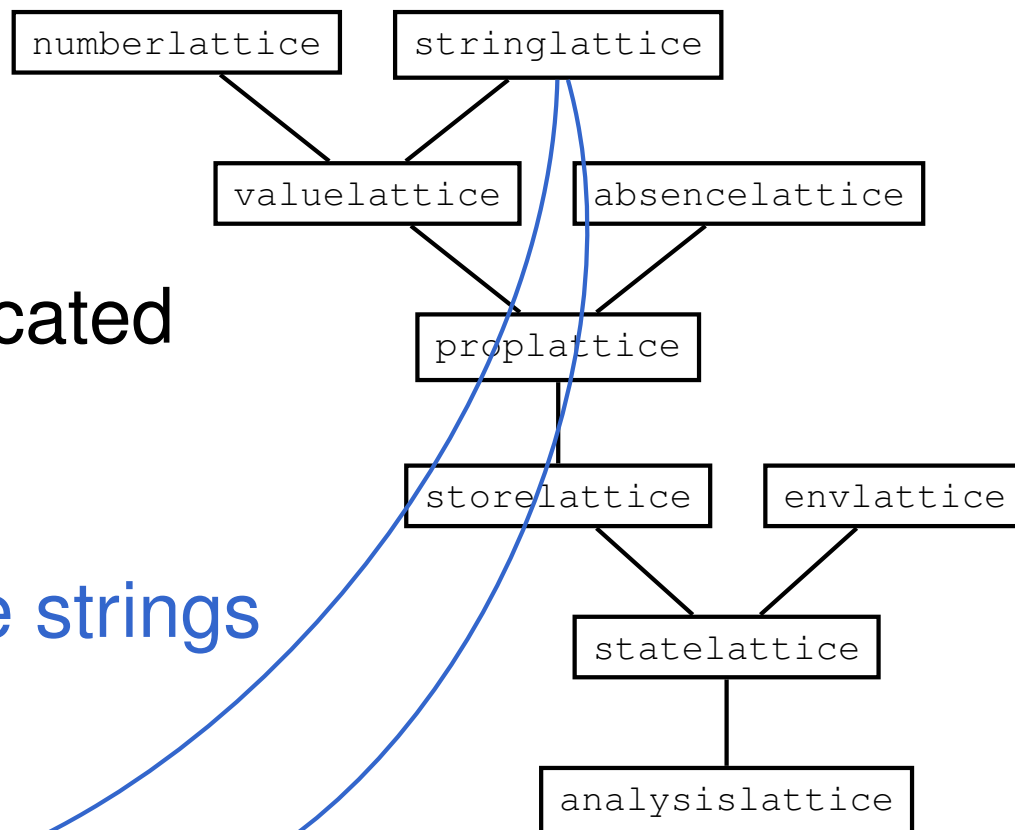 numberlattice stringlattice
valuelattice absencelattice
cated
proplattice
storelattice envlattice
e strings
statelattice
analysislattice